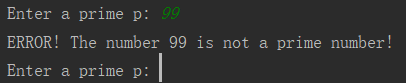 Enter a prime p: 99
ERROR! The number 99 is not a prime number!
Enter a prime p: